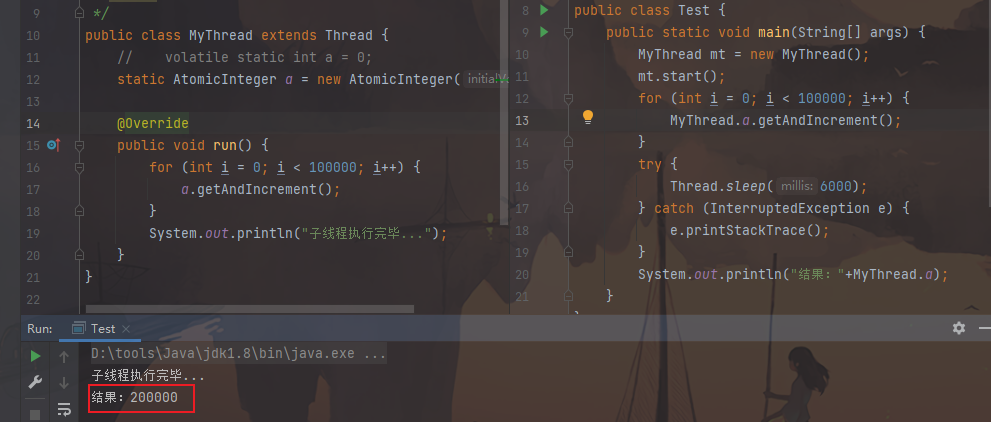 9 */
10 public class MyThread extends Thread {
11 //    volatile static int a = 0;
12 static AtomicInteger a = new AtomicInteger(
13
14 @Override
15 public void run() {
16 for (int i = 0; i < 100000; i++) {
17 a.getAndIncrement();
18 }
19 System.out.println("子线程执行完毕...");
20 }
21 }
22
8 public class Test {
9 public static void main(String[] args) {
10 MyThread mt = new MyThread();
11 mt.start();
12 for (int i = 0; i < 100000; i++) {
13 MyThread.a.getAndIncrement();
14 }
15 try {
16 Thread.sleep( millis: 6000);
17 } catch (InterruptedException e) {
18 e.printStackTrace();
19 }
20 System.out.println("结果："+MyThread.a);
21 }
Run: Test ×
D:\tools\Java\jdk1.8\bin\java.exe ...
子线程执行完毕...
结果：200000